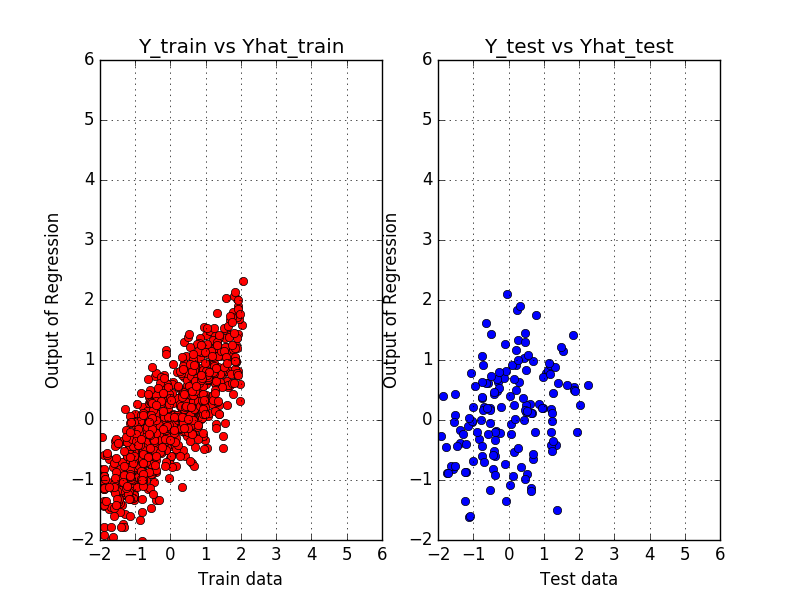 Y_train vs Yhat_train
6
5
4
3
2
1
0
−1
−2
Output of Regression
−2 −1 0 1 2 3 4 5 6
Train data
Y_test vs Yhat_test
6
5
4
3
2
1
0
−1
−2
Output of Regression
−2 −1 0 1 2 3 4 5 6
Test data